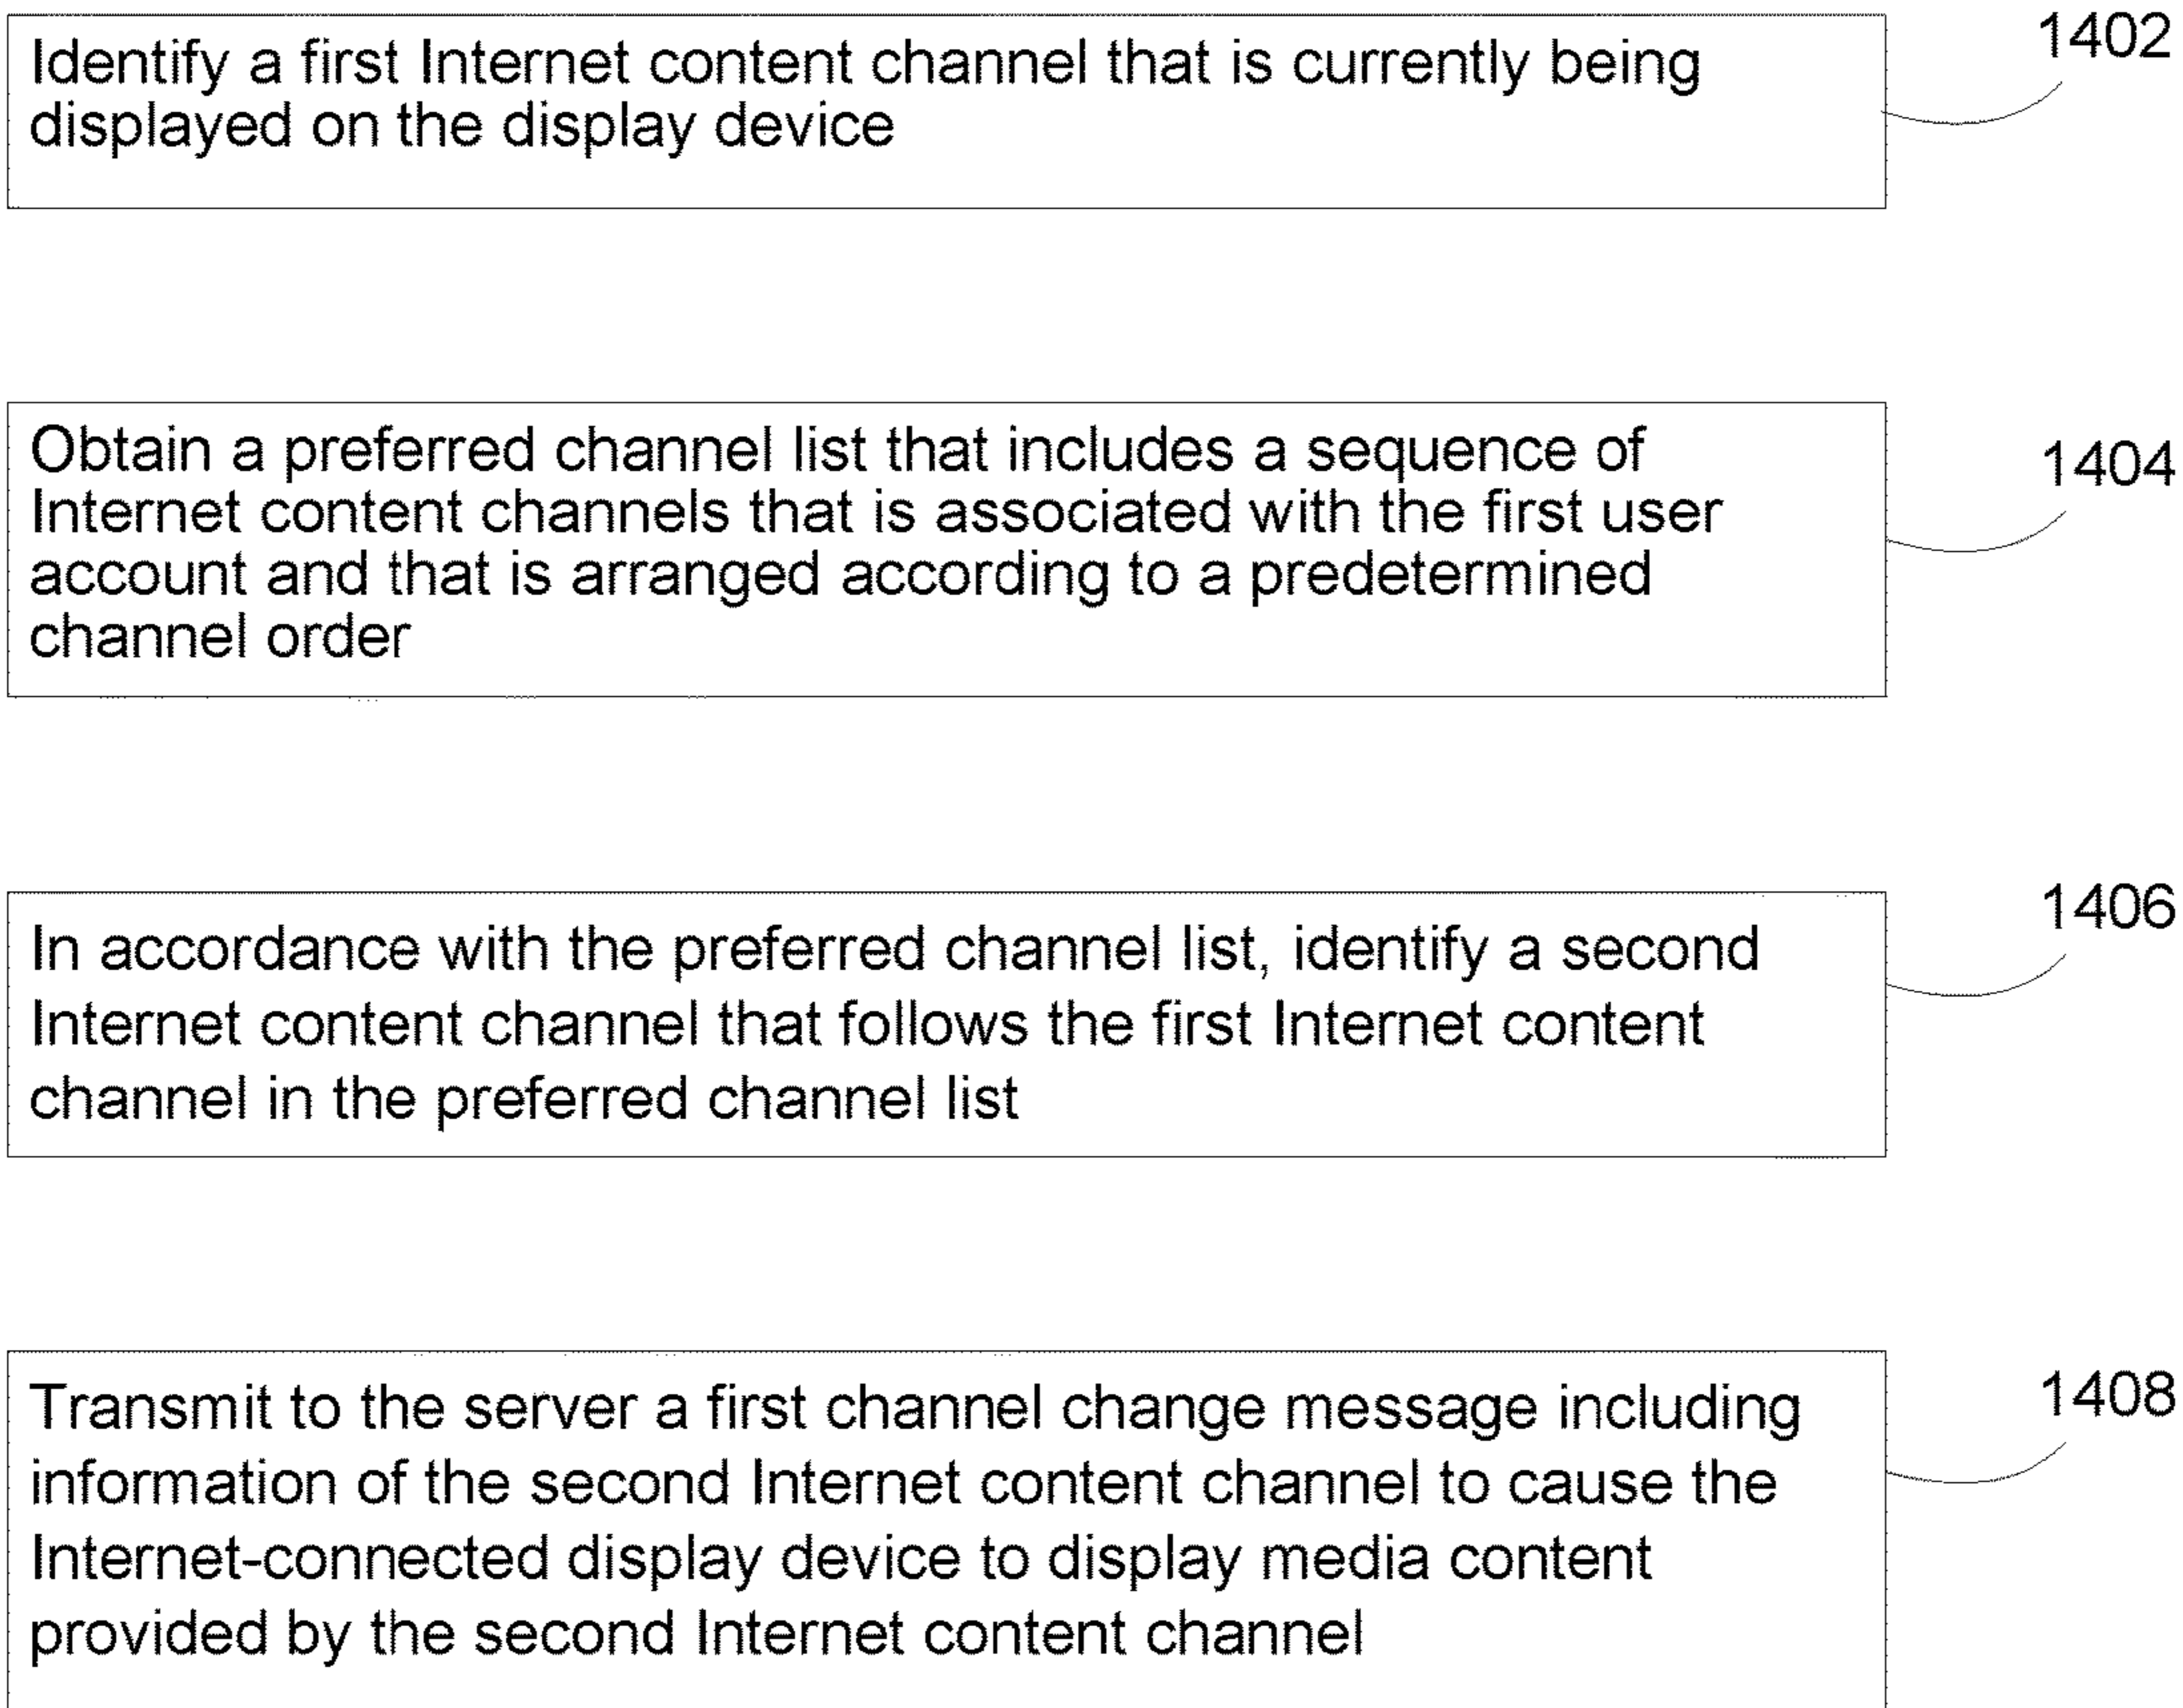 Identify a first Internet content channel that is currently being
displayed on the display device
1402
Obtain a preferred channel list that includes a sequence of
Internet content channels that is associated with the first user
account and that is arranged according to a predetermined
channel order
1404
In accordance with the preferred channel list, identify a second
Internet content channel that follows the first Internet content
channel in the preferred channel list
1406
Transmit to the server a first channel change message including
information of the second Internet content channel to cause the
Internet-connected display device to display media content
provided by the second Internet content channel
1408